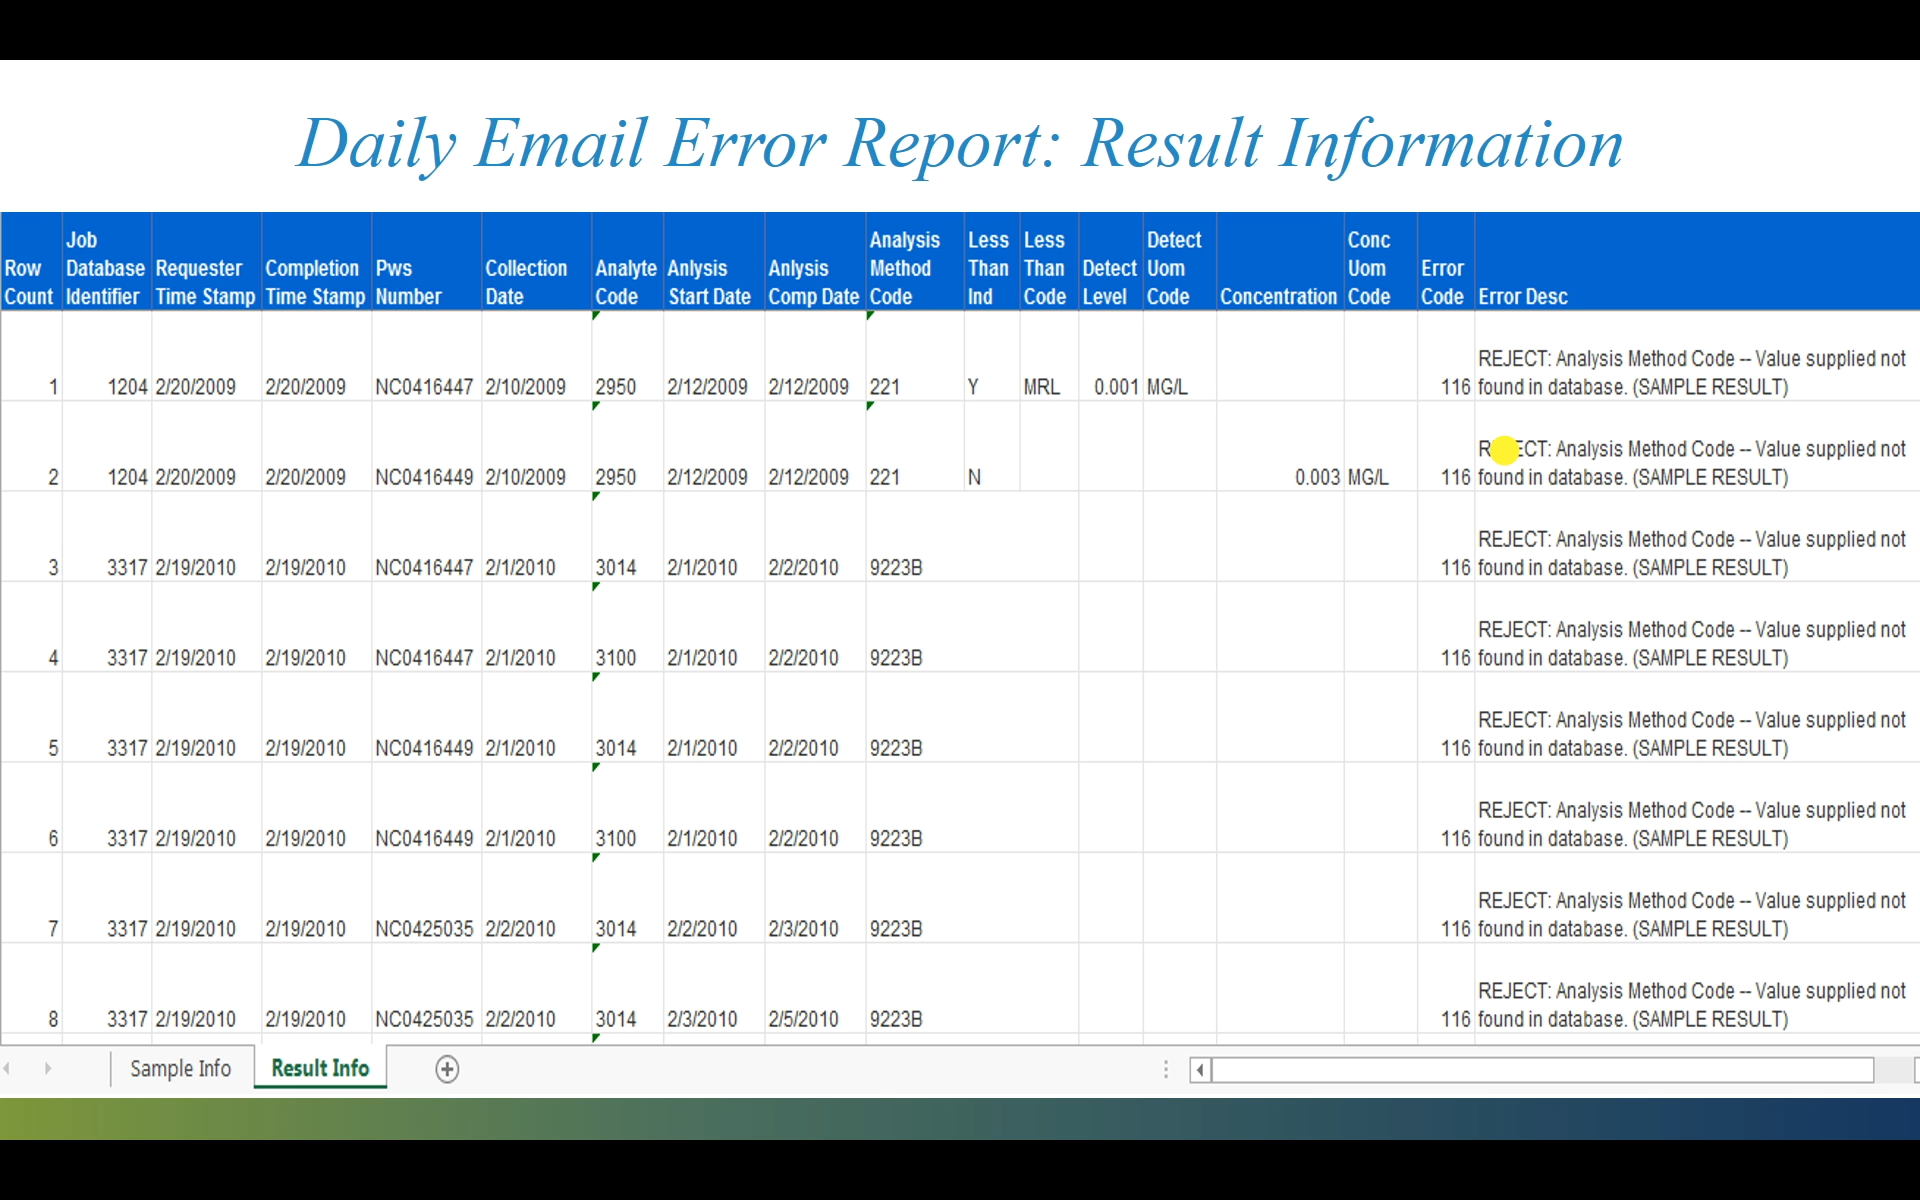 Daily Email Error Report: Result Information
Row Count Job Database Identifier Requester Time Stamp Completion Time Stamp Pws Number Collection Date Analyte Code Anlysis Start Date Anlysis Comp Date Analysis Method Code Less Than Ind Less Than Code Detect Level Detect Uom Code Concentration Conc Uom Code Error Code Error Desc
1 1204 2/20/2009 2/20/2009 NC0416447 2/10/2009 2950 2/12/2009 2/12/2009 221 Y MRL 0.001 MG/L 116 REJECT: Analysis Method Code -- Value supplied not found in database. (SAMPLE RESULT)
2 1204 2/20/2009 2/20/2009 NC0416449 2/10/2009 2950 2/12/2009 2/12/2009 221 N 0.003 MG/L 116 REJECT: Analysis Method Code -- Value supplied not found in database. (SAMPLE RESULT)
3 3317 2/19/2010 2/19/2010 NC0416447 2/1/2010 3014 2/1/2010 2/2/2010 9223B 116 REJECT: Analysis Method Code -- Value supplied not found in database. (SAMPLE RESULT)
4 3317 2/19/2010 2/19/2010 NC0416447 2/1/2010 3100 2/1/2010 2/2/2010 9223B 116 REJECT: Analysis Method Code -- Value supplied not found in database. (SAMPLE RESULT)
5 3317 2/19/2010 2/19/2010 NC0416449 2/1/2010 3014 2/1/2010 2/2/2010 9223B 116 REJECT: Analysis Method Code -- Value supplied not found in database. (SAMPLE RESULT)
6 3317 2/19/2010 2/19/2010 NC0416449 2/1/2010 3100 2/1/2010 2/2/2010 9223B 116 REJECT: Analysis Method Code -- Value supplied not found in database. (SAMPLE RESULT)
7 3317 2/19/2010 2/19/2010 NC0425035 2/2/2010 3014 2/2/2010 2/3/2010 9223B 116 REJECT: Analysis Method Code -- Value supplied not found in database. (SAMPLE RESULT)
8 3317 2/19/2010 2/19/2010 NC0425035 2/2/2010 3014 2/3/2010 2/5/2010 9223B 116 REJECT: Analysis Method Code -- Value supplied not found in database. (SAMPLE RESULT)
Sample Info Result Info